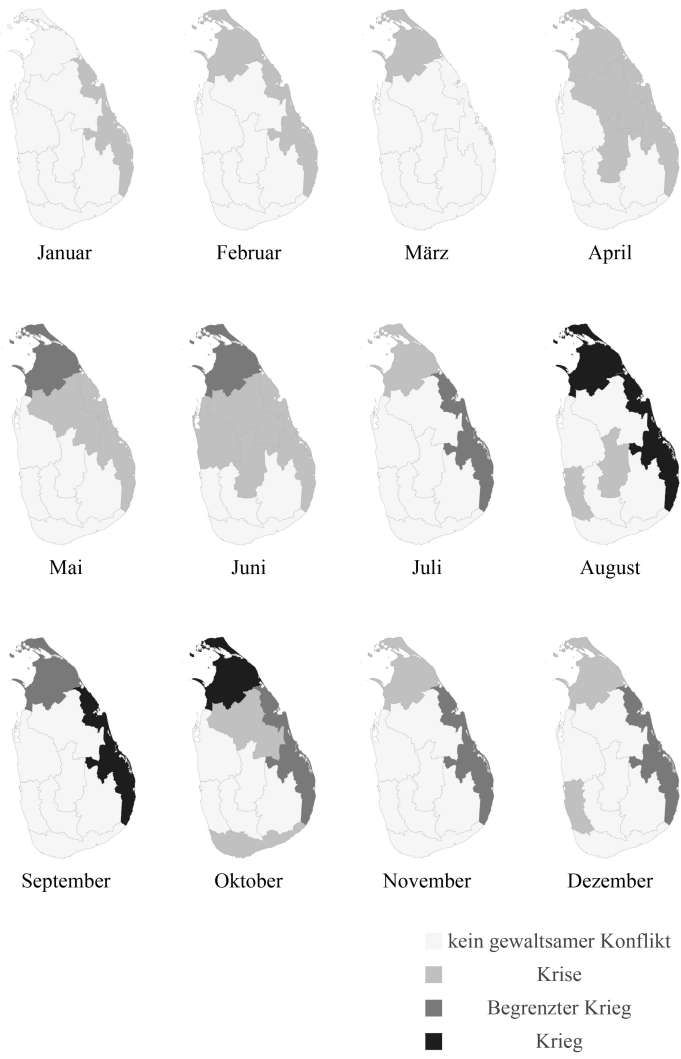 Januar
Februar
März
April
Mai
Juni
Juli
August
September
Oktober
November
Dezember
kein gewaltsamer Konflikt
Krise
Begrenzter Krieg
Krieg